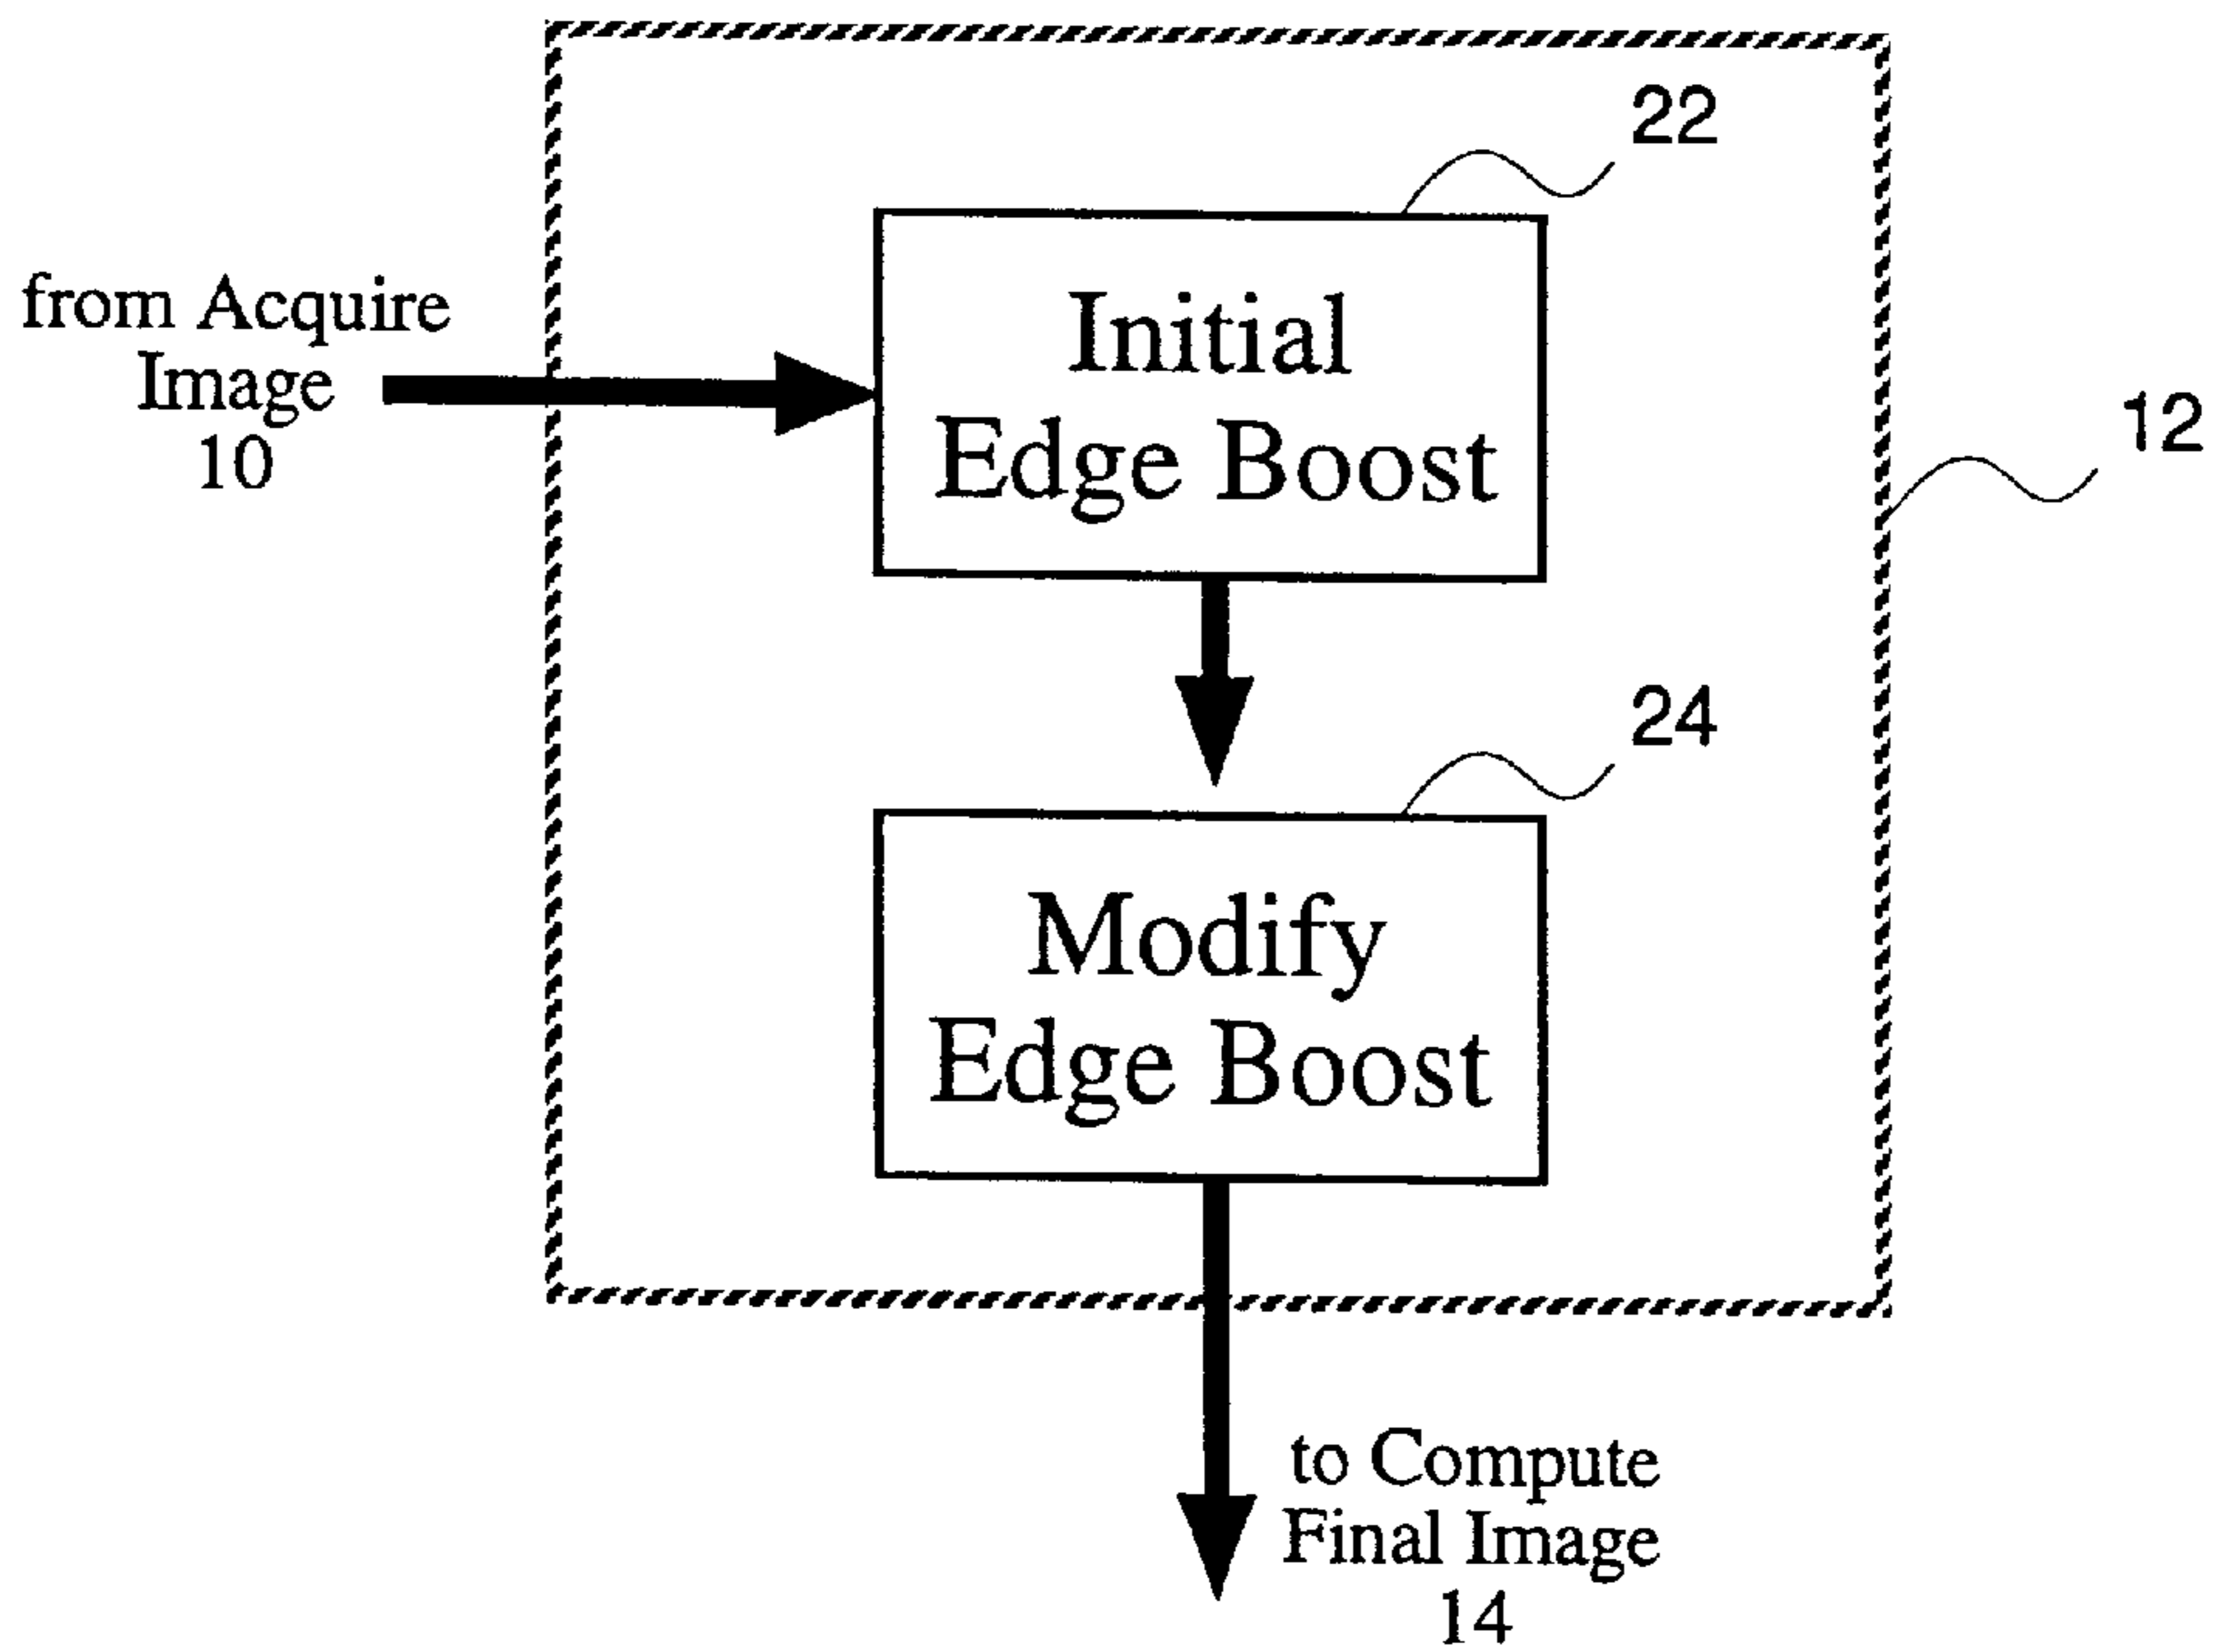 22
from Acquire
Image
10
Initial
Edge Boost
12
24
Modify
Edge Boost
to Compute
Final Image
14